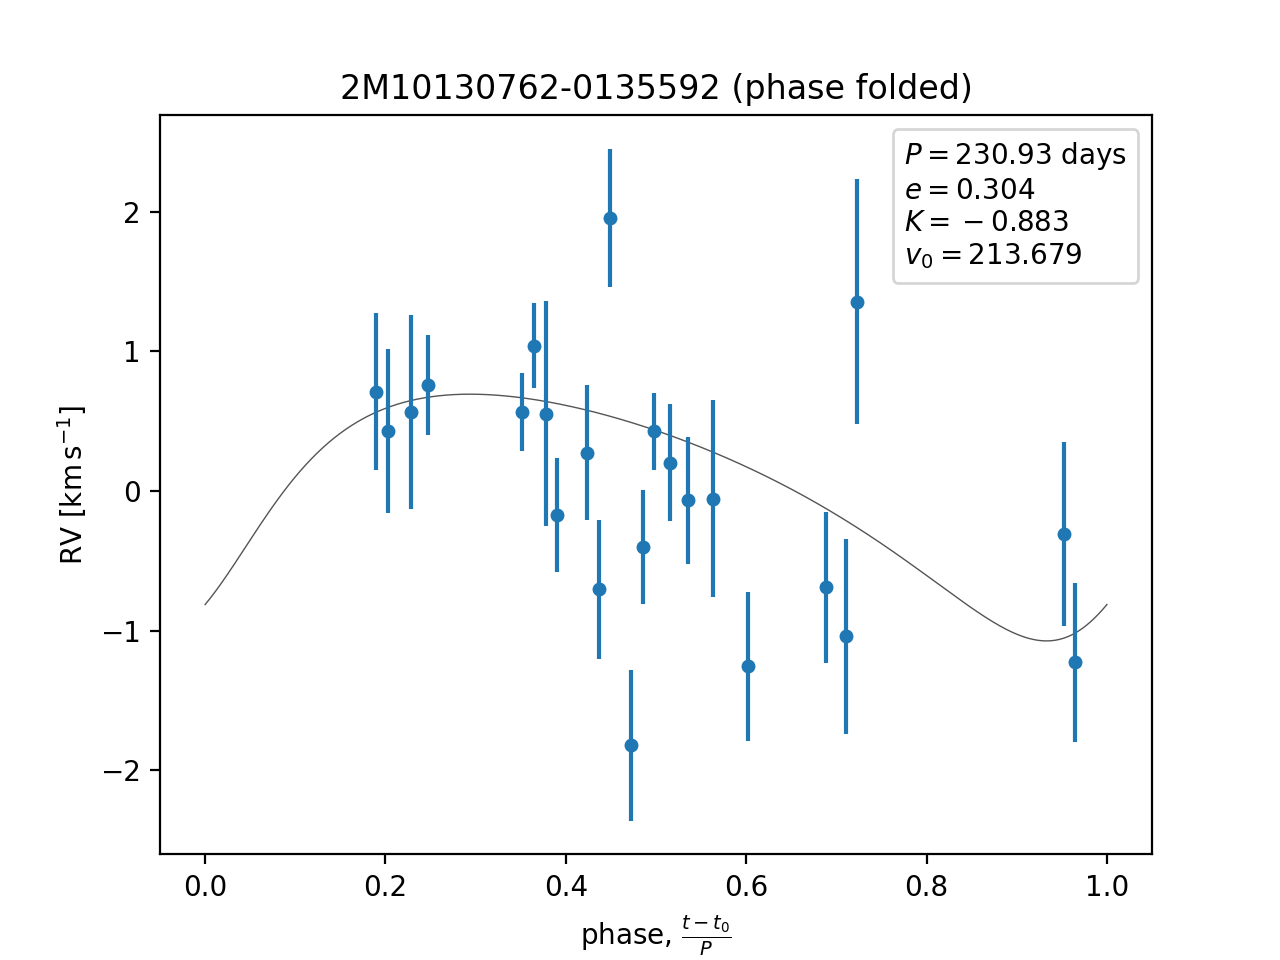 2M10130762-0135592 (phase folded)
P = 230.93 days
e = 0.304
K = −0.883
v₀ = 213.679
2
1
0
−1
−2
RV [km s⁻¹]
0.0 0.2 0.4 0.6 0.8 1.0
phase, (t − t₀)/P